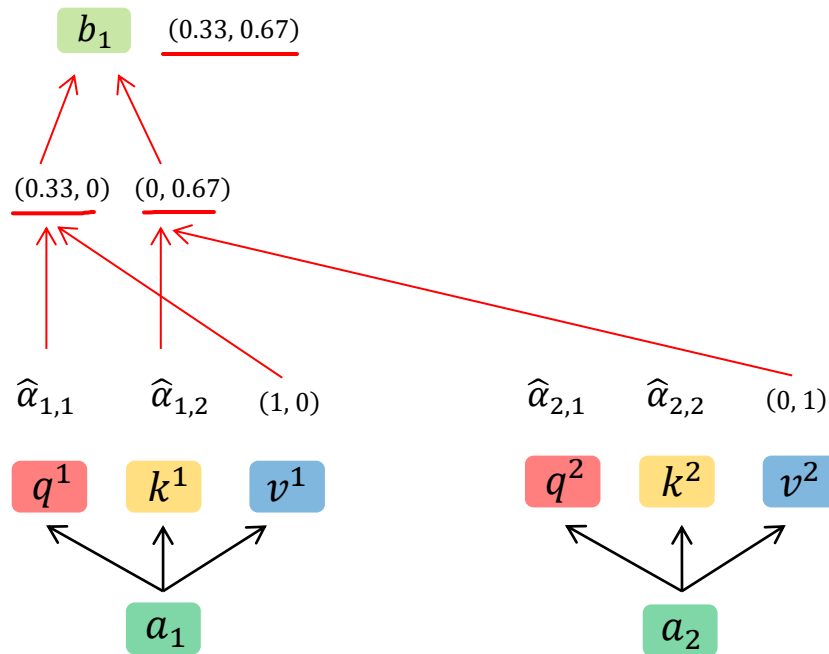 b₁ (0.33, 0.67)
(0.33, 0) (0, 0.67)
α̂₁,₁ α̂₁,₂ (1, 0) α̂₂,₁ α̂₂,₂ (0, 1)
q¹ k¹ v¹ q² k² v²
a₁ a₂